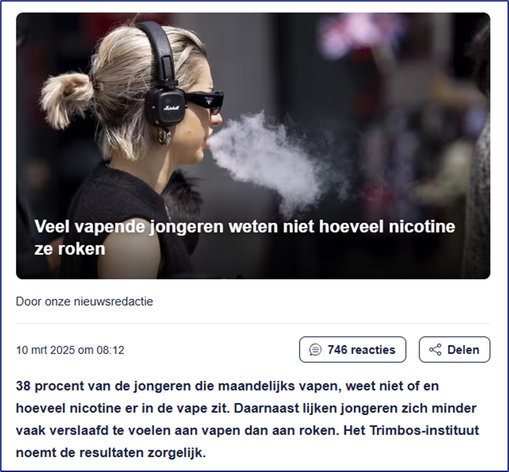 Marshall
Veel vapende jongeren weten niet hoeveel nicotine
ze roken
Door onze nieuwsredactie
10 mrt 2025 om 08:12
746 reacties
Delen
38 procent van de jongeren die maandelijks vapen, weet niet of en
hoeveel nicotine er in de vape zit. Daarnaast lijken jongeren zich minder
vaak verslaafd te voelen aan vapen dan aan roken. Het Trimbos-instituut
noemt de resultaten zorgelijk.